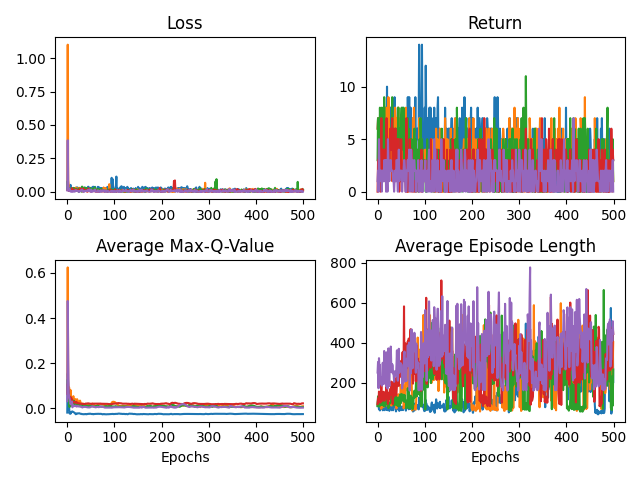 Loss
1.00
0.75
0.50
0.25
0.00
0 100 200 300 400 500
Return
10
5
0
0 100 200 300 400 500
Average Max-Q-Value
0.6
0.4
0.2
0.0
0 100 200 300 400 500
Epochs
Average Episode Length
800
600
400
200
0 100 200 300 400 500
Epochs